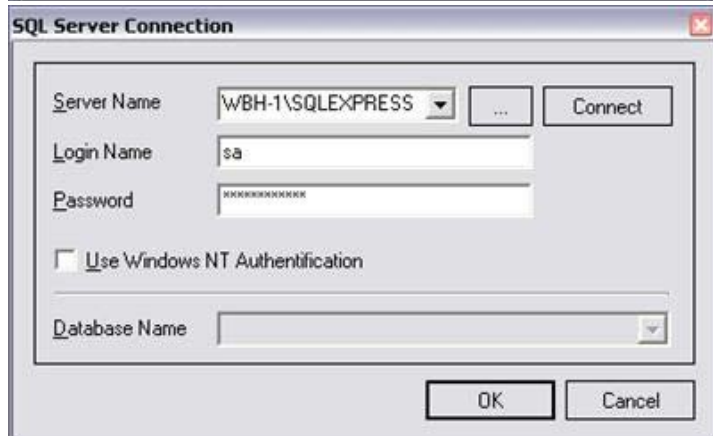 SQL Server Connection
Server Name WBH-1\SQLEXPRESS ... Connect
Login Name sa
Password ************
Use Windows NT Authentification
Database Name
OK Cancel